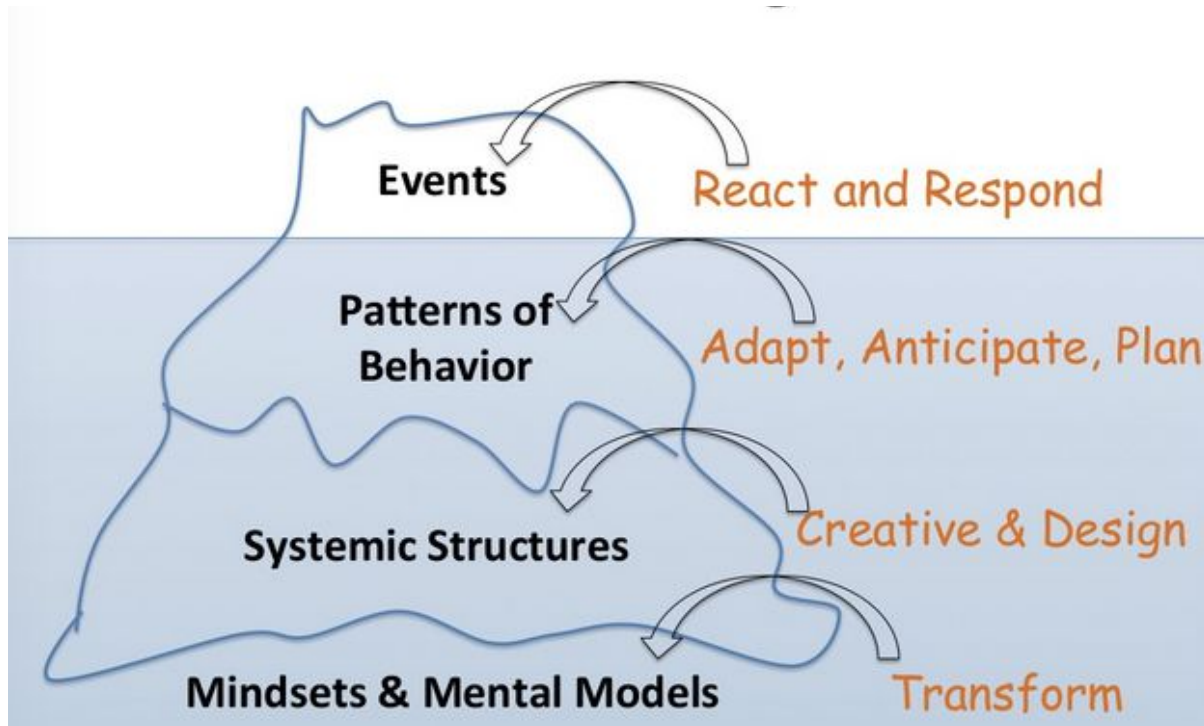 Events
React and Respond
Patterns of
Behavior
Adapt, Anticipate, Plan
Systemic Structures
Creative & Design
Mindsets & Mental Models
Transform